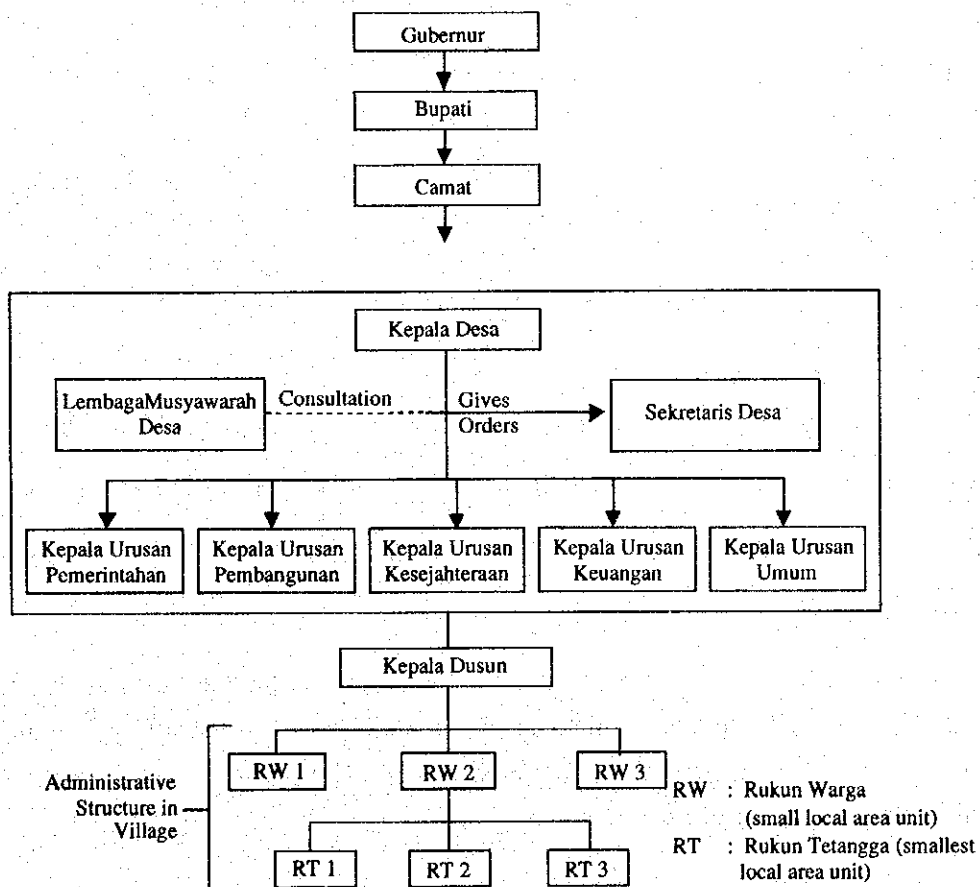 Gubernur
Bupati
Camat
Kepala Desa
LembagaMusyawarah
Desa
Consultation
Gives
Orders
Sekretaris Desa
Kepala Urusan
Pemerintahan
Kepala Urusan
Pembangunan
Kepala Urusan
Kesejahteraan
Kepala Urusan
Keuangan
Kepala Urusan
Umum
Kepala Dusun
Administrative
Structure in
Village
RW 1
RW 2
RW 3
RT 1
RT 2
RT 3
RW : Rukun Warga
(small local area unit)
RT : Rukun Tetangga (smallest
local area unit)